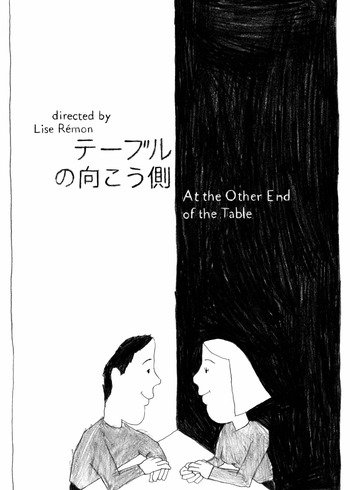 directed by
Lise Rémon
テーブル
の向こう側
At the Other End
of the Table